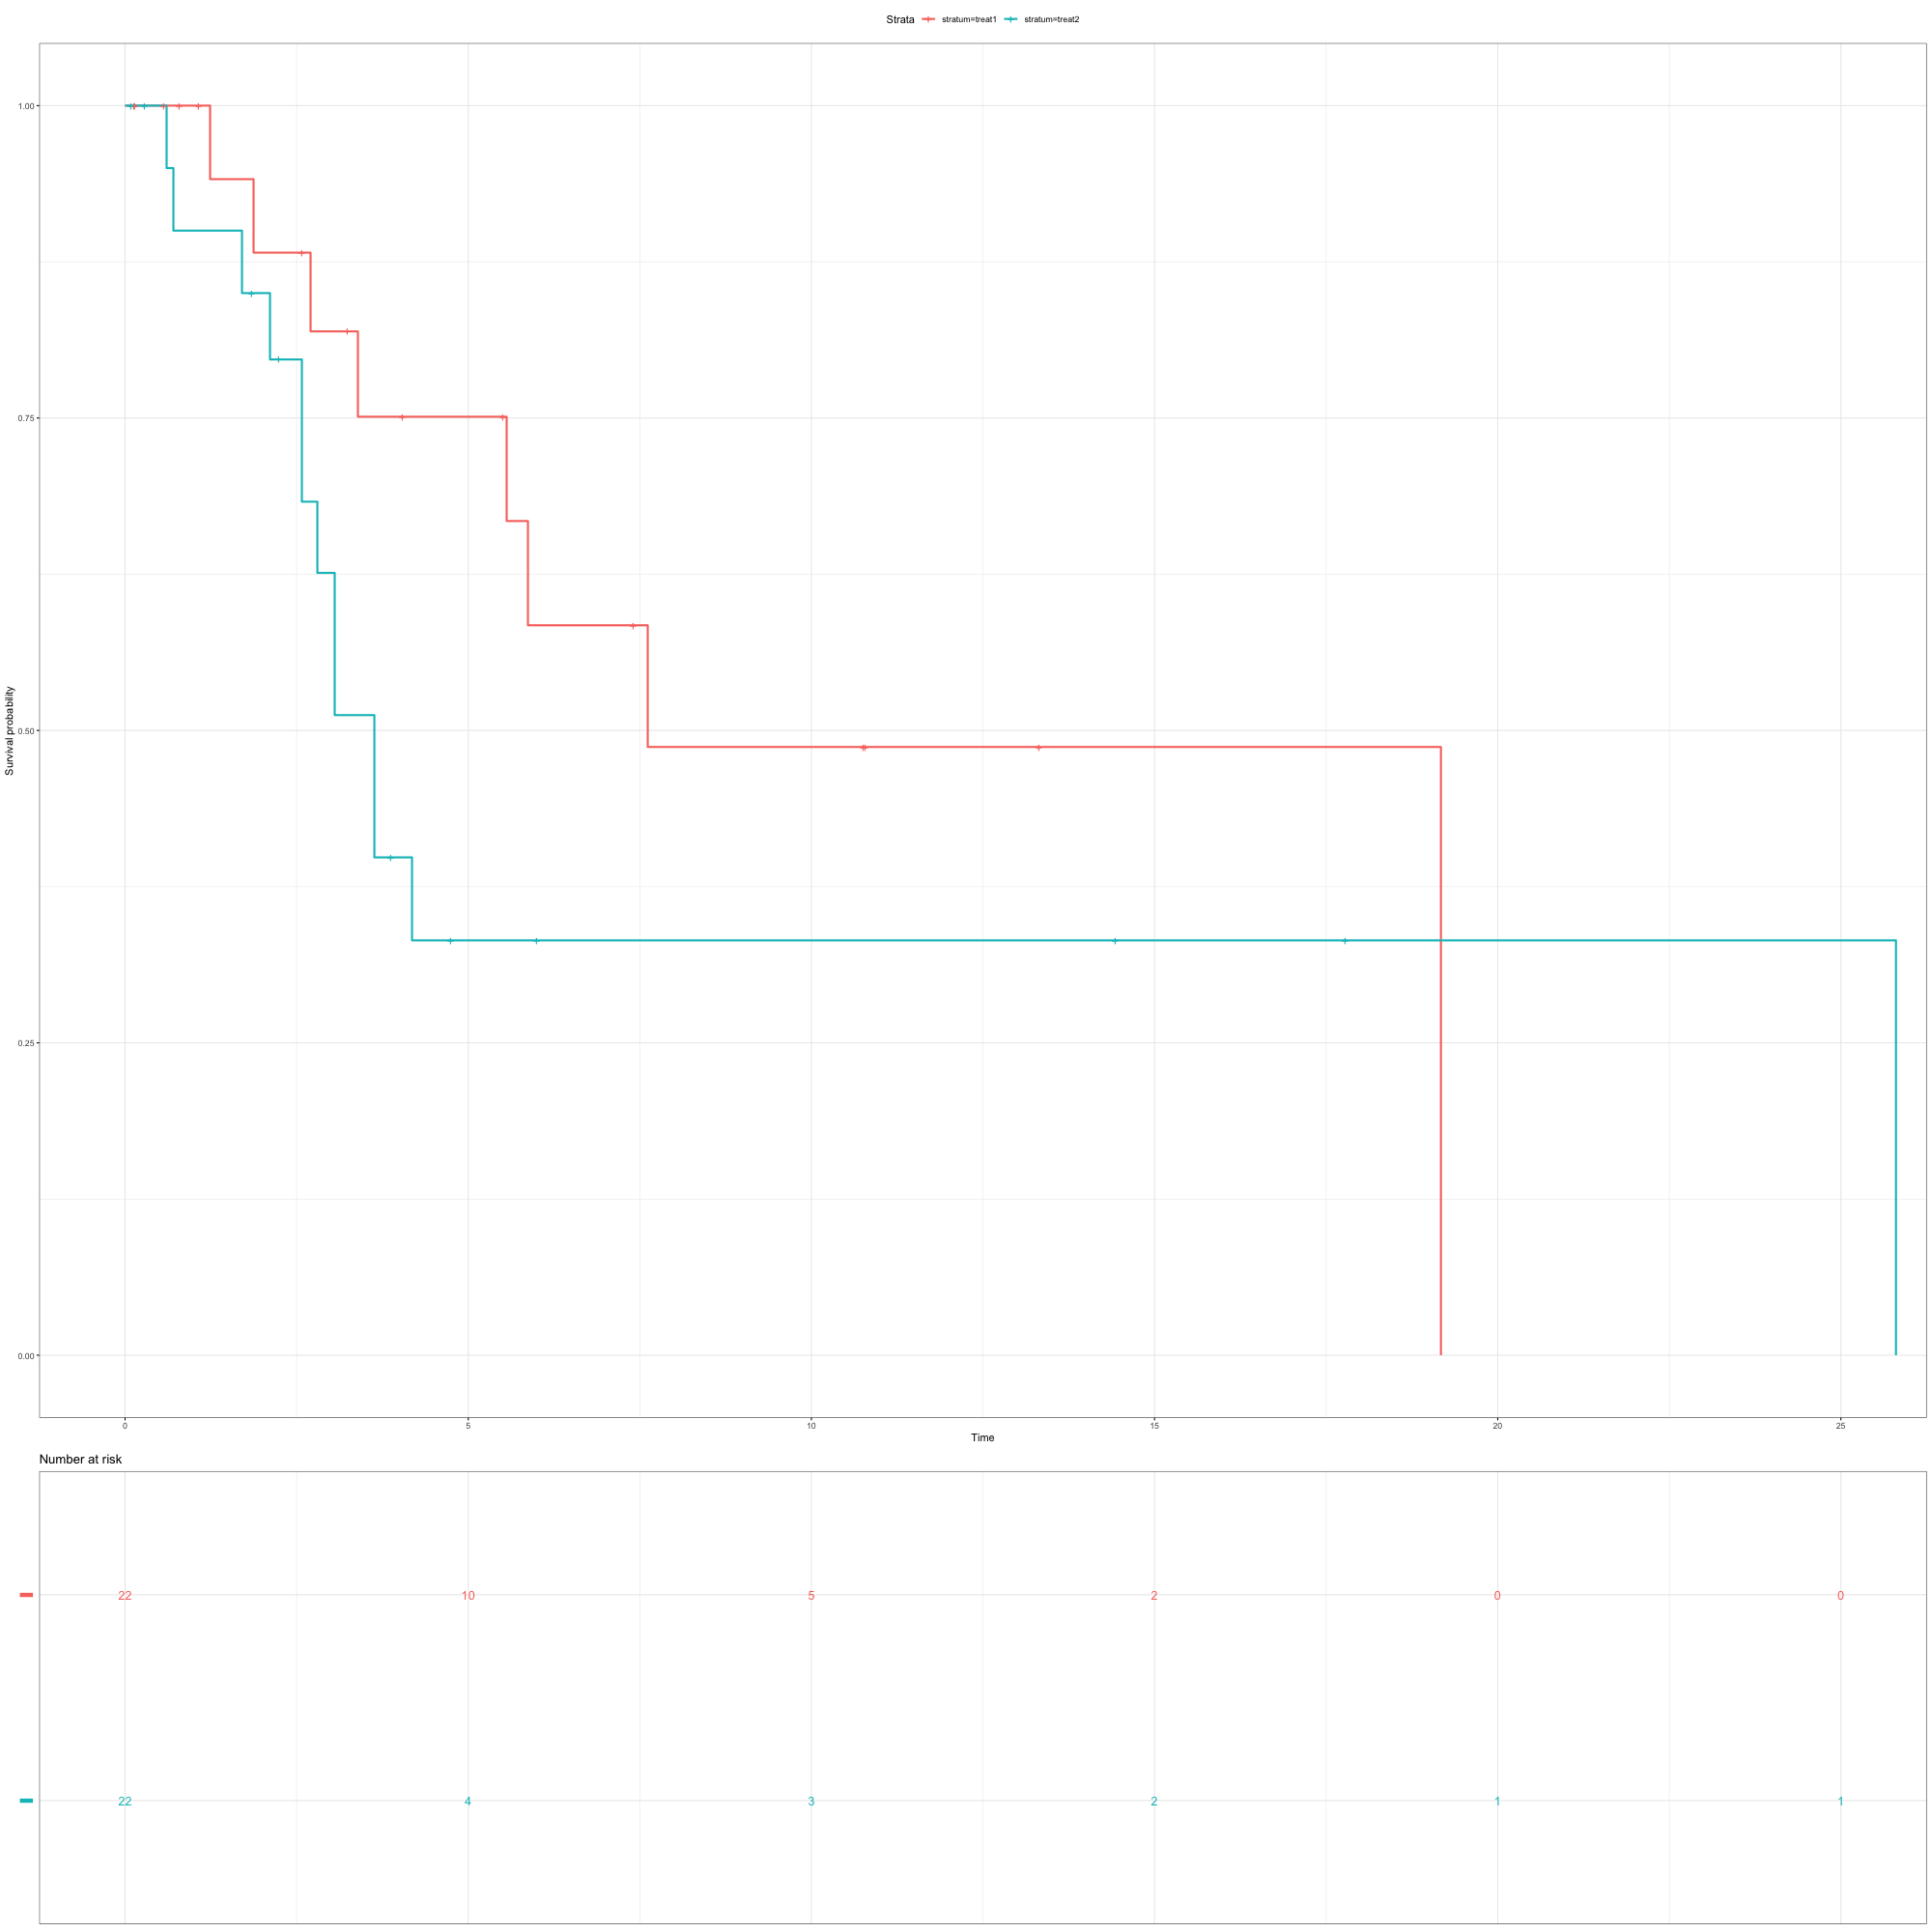 Strata stratum=treat1 stratum=treat2
1.00
0.75
0.50
0.25
0.00
Survival probability
0 5 10 15 20 25
Time
Number at risk
22 10 5 2 0 0
22 4 3 2 1 1